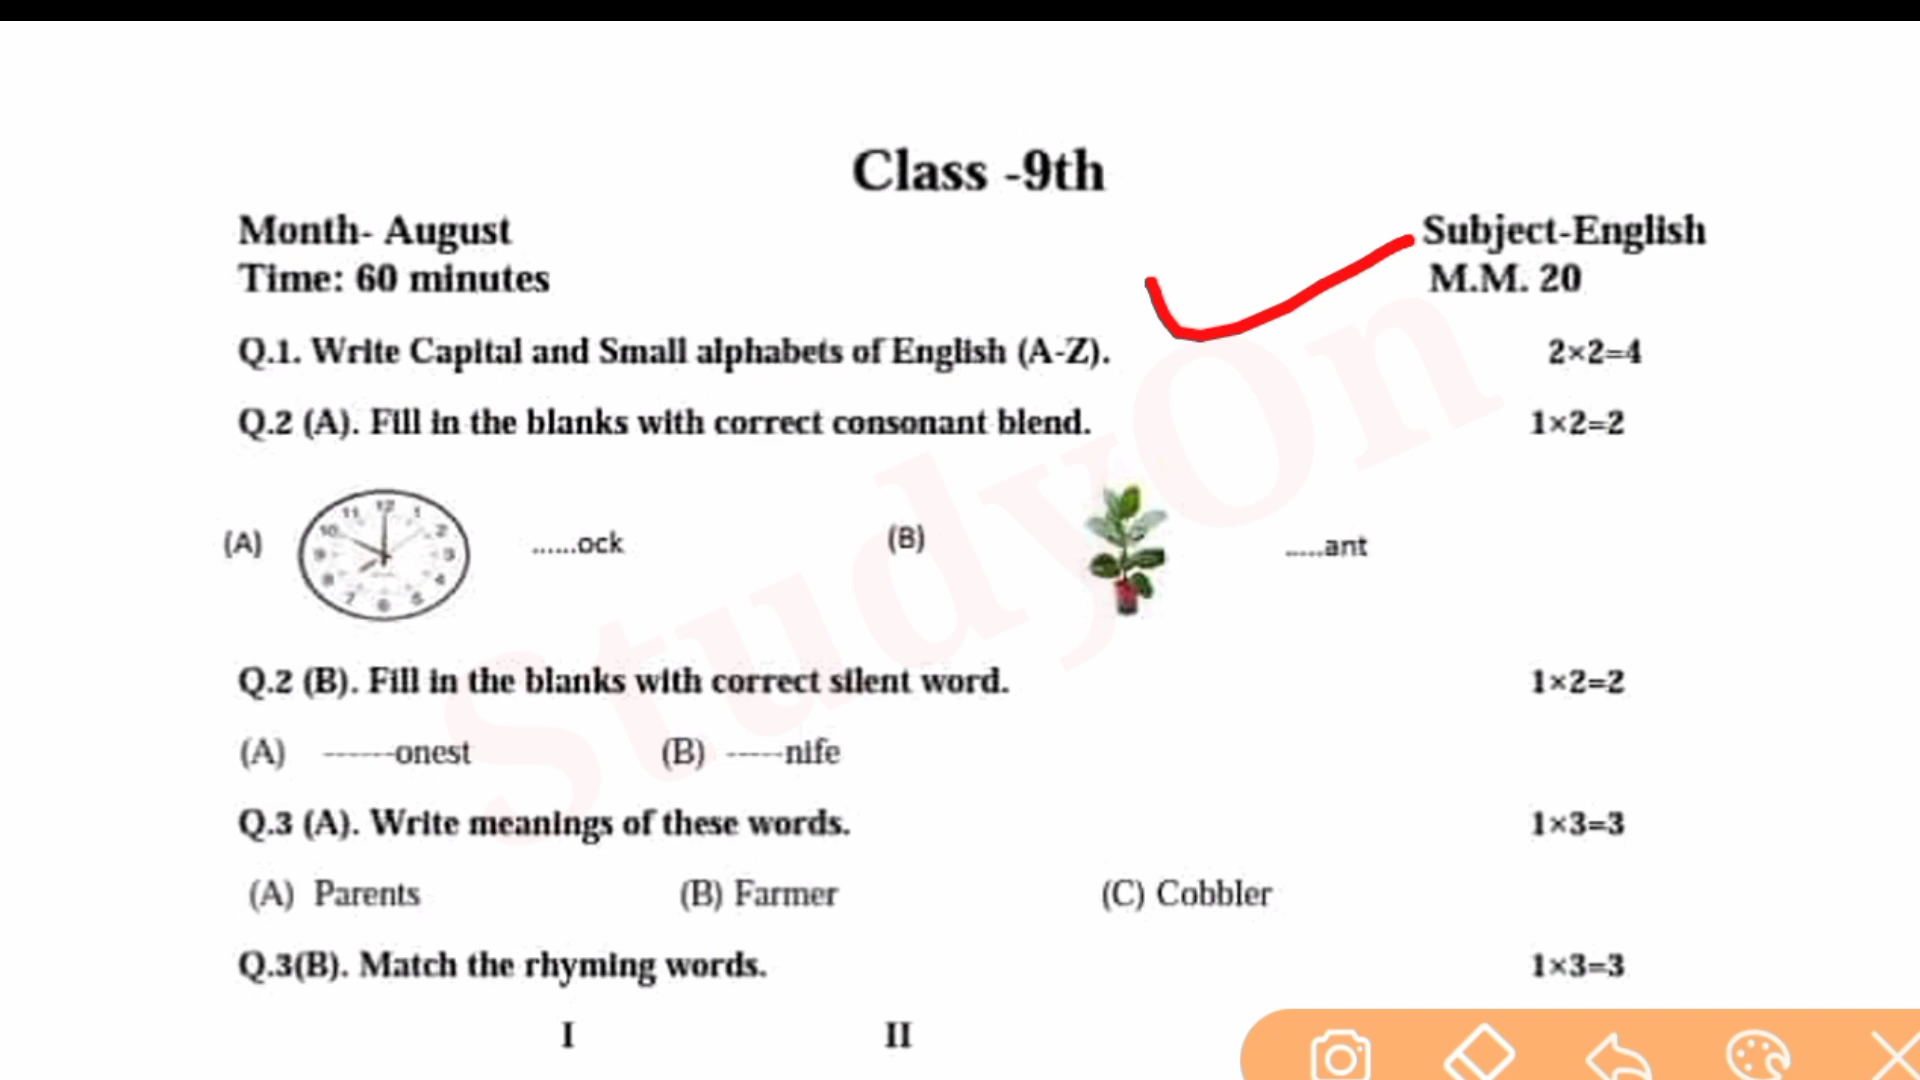 Class -9th
Month- August Subject-English
Time: 60 minutes M.M. 20
Q.1. Write Capital and Small alphabets of English (A-Z). 2×2=4
Q.2 (A). Fill in the blanks with correct consonant blend. 1×2=2
(A) ......ock (B) .....ant
Q.2 (B). Fill in the blanks with correct silent word. 1×2=2
(A) -------onest (B) -----nife
Q.3 (A). Write meanings of these words. 1×3=3
(A) Parents (B) Farmer (C) Cobbler
Q.3(B). Match the rhyming words. 1×3=3
I II
StudyOn